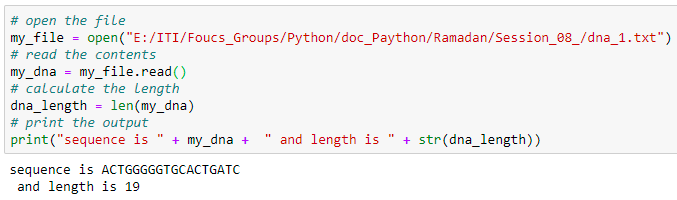 # open the file
my_file = open("E:/ITI/Foucs_Groups/Python/doc_Paython/Ramadan/Session_08_/dna_1.txt")
# read the contents
my_dna = my_file.read()
# calculate the length
dna_length = len(my_dna)
# print the output
print("sequence is " + my_dna +  " and length is " + str(dna_length))
sequence is ACTGGGGGTGCACTGATC
 and length is 19